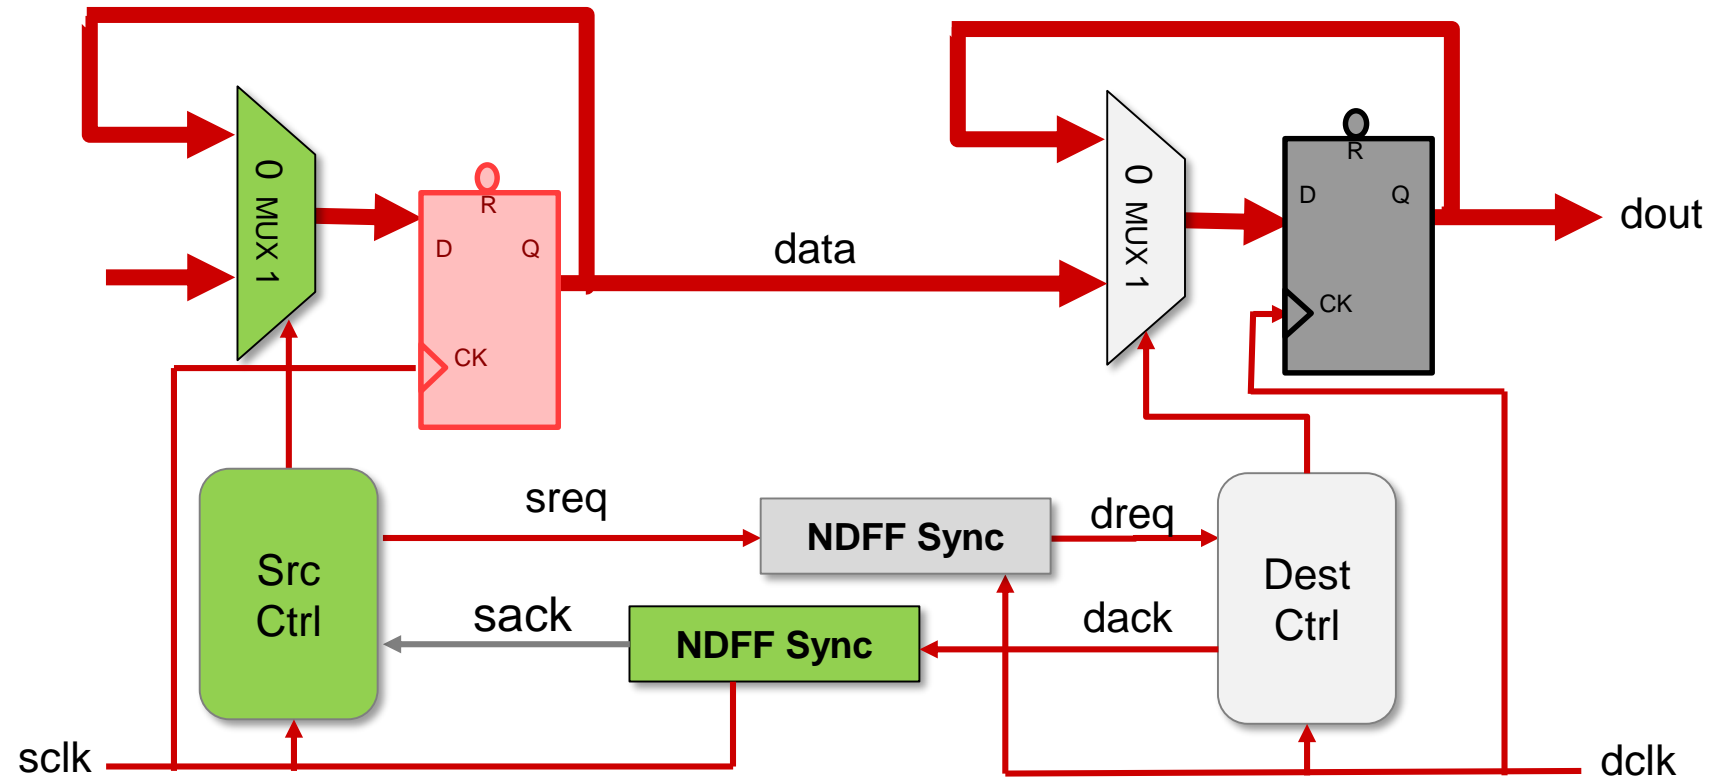 R
0 MUX 1
0 MUX 1
R
D
Q
dout
D
Q
data
CK
CK
sreq
NDFF Sync
dreq
Src
Ctrl
Dest
Ctrl
sack
NDFF Sync
dack
sclk
dclk